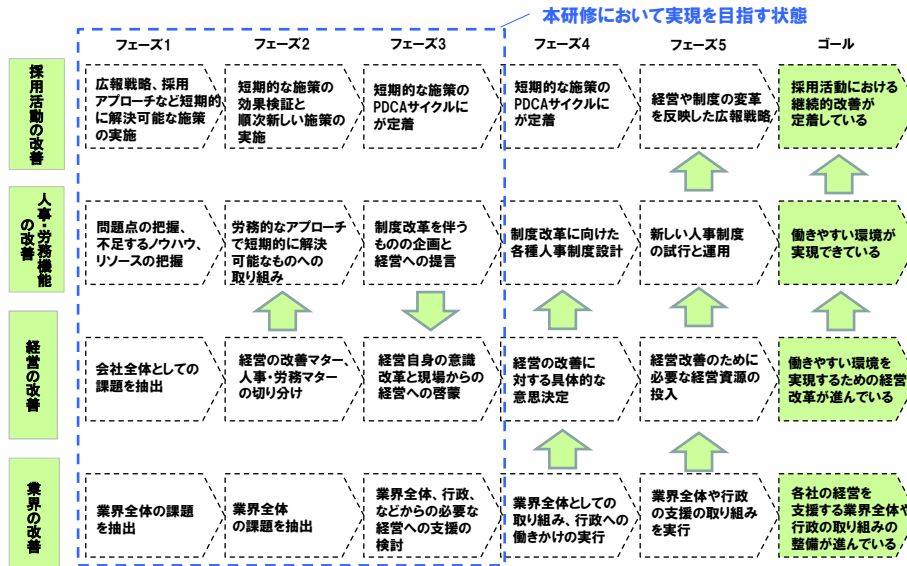 本研修において実現を目指す状態
フェーズ1
フェーズ2
フェーズ3
フェーズ4
フェーズ5
ゴール
採用活動の改善
広報戦略、採用
アプローチなど短期的
に解決可能な施策
の実施
短期的な施策の
効果検証と
順次新しい施策の
実施
短期的な施策の
PDCAサイクルに
が定着
短期的な施策の
PDCAサイクルに
が定着
経営や制度の変革
を反映した広報戦略
採用活動における
継続的改善が
定着している
人事・労務機能
の改善
問題点の把握、
不足するノウハウ、
リソースの把握
労務的なアプローチ
で短期的に解決
可能なものへの
取り組み
制度改革を伴う
ものの企画と
経営への提言
制度改革に向けた
各種人事制度設計
新しい人事制度
の試行と運用
働きやすい環境が
実現できている
経営の改善
会社全体としての
課題を抽出
経営の改善マター、
人事・労務マター
の切り分け
経営自身の意識
改革と現場からの
経営への啓蒙
経営の改善に
対する具体的な
意思決定
経営改善のために
必要な経営資源の
投入
働きやすい環境を
実現するための経営
改革が進んでいる
業界の改善
業界全体の課題
を抽出
業界全体
の課題を抽出
業界全体、行政、
などからの必要な
経営への支援の
検討
業界全体としての
取り組み、行政への
働きかけの実行
業界全体や行政
の支援の取り組み
を実行
各社の経営を
支援する業界全体や
行政の取り組みの
整備が進んでいる